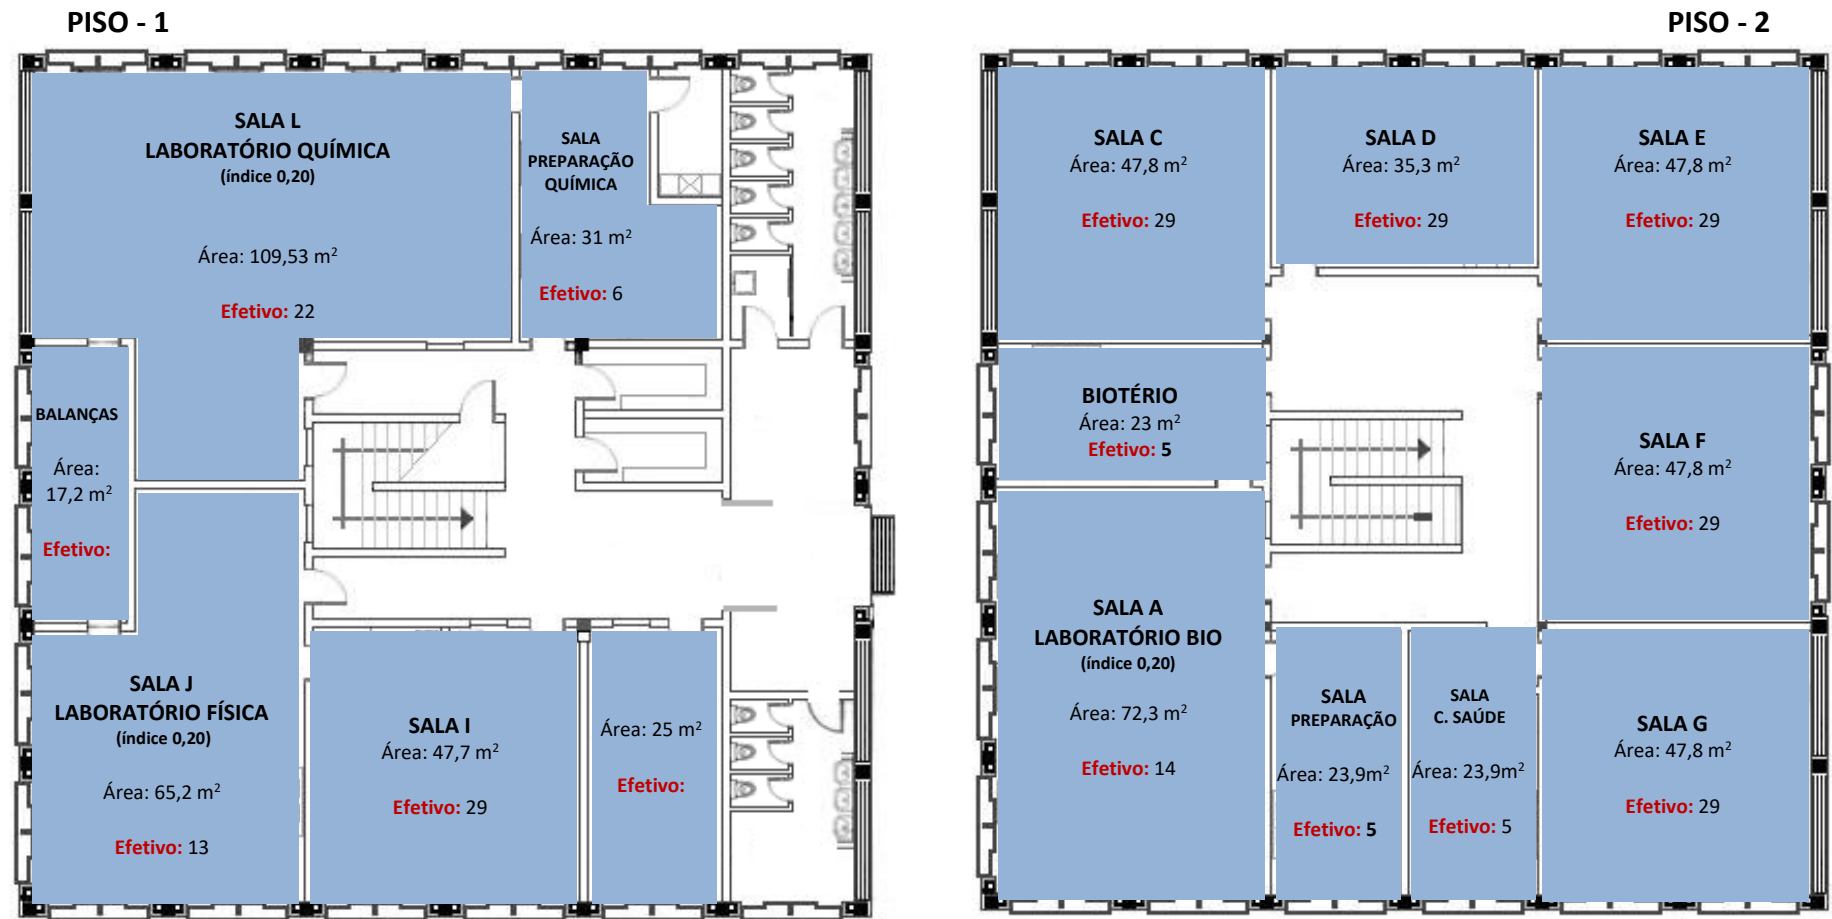 PISO - 1
SALA L
LABORATÓRIO QUÍMICA
(índice 0,20)
Área: 109,53 m²
Efetivo: 22
SALA
PREPARAÇÃO
QUÍMICA
Área: 31 m²
Efetivo: 6
BALANÇAS
Área:
17,2 m²
Efetivo:
SALA J
LABORATÓRIO FÍSICA
(índice 0,20)
Área: 65,2 m²
Efetivo: 13
SALA I
Área: 47,7 m²
Efetivo: 29
Área: 25 m²
Efetivo:
PISO - 2
SALA C
Área: 47,8 m²
Efetivo: 29
SALA D
Área: 35,3 m²
Efetivo: 29
SALA E
Área: 47,8 m²
Efetivo: 29
BIOTÉRIO
Área: 23 m²
Efetivo: 5
SALA F
Área: 47,8 m²
Efetivo: 29
SALA A
LABORATÓRIO BIO
(índice 0,20)
Área: 72,3 m²
Efetivo: 14
SALA
PREPARAÇÃO
Área: 23,9m²
Efetivo: 5
SALA
C. SAÚDE
Área: 23,9m²
Efetivo: 5
SALA G
Área: 47,8 m²
Efetivo: 29